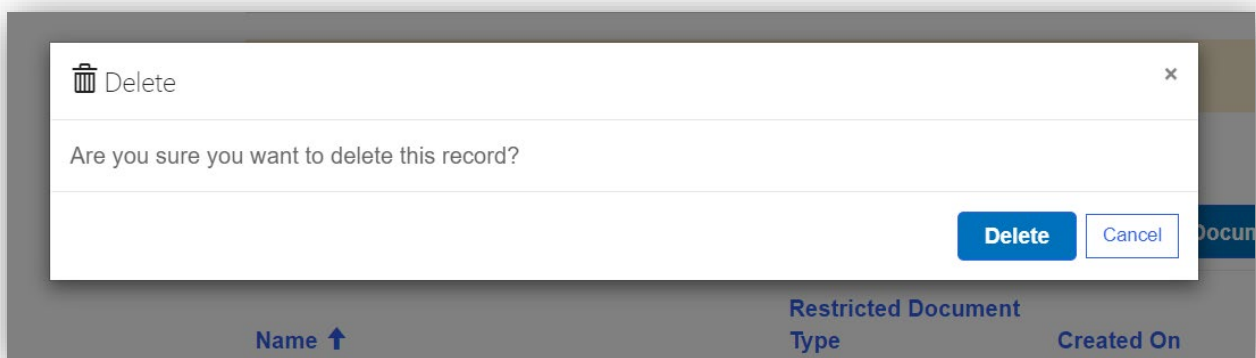 Delete
×
Are you sure you want to delete this record?
Delete
Cancel
Restricted Document
Name ↑
Type
Created On